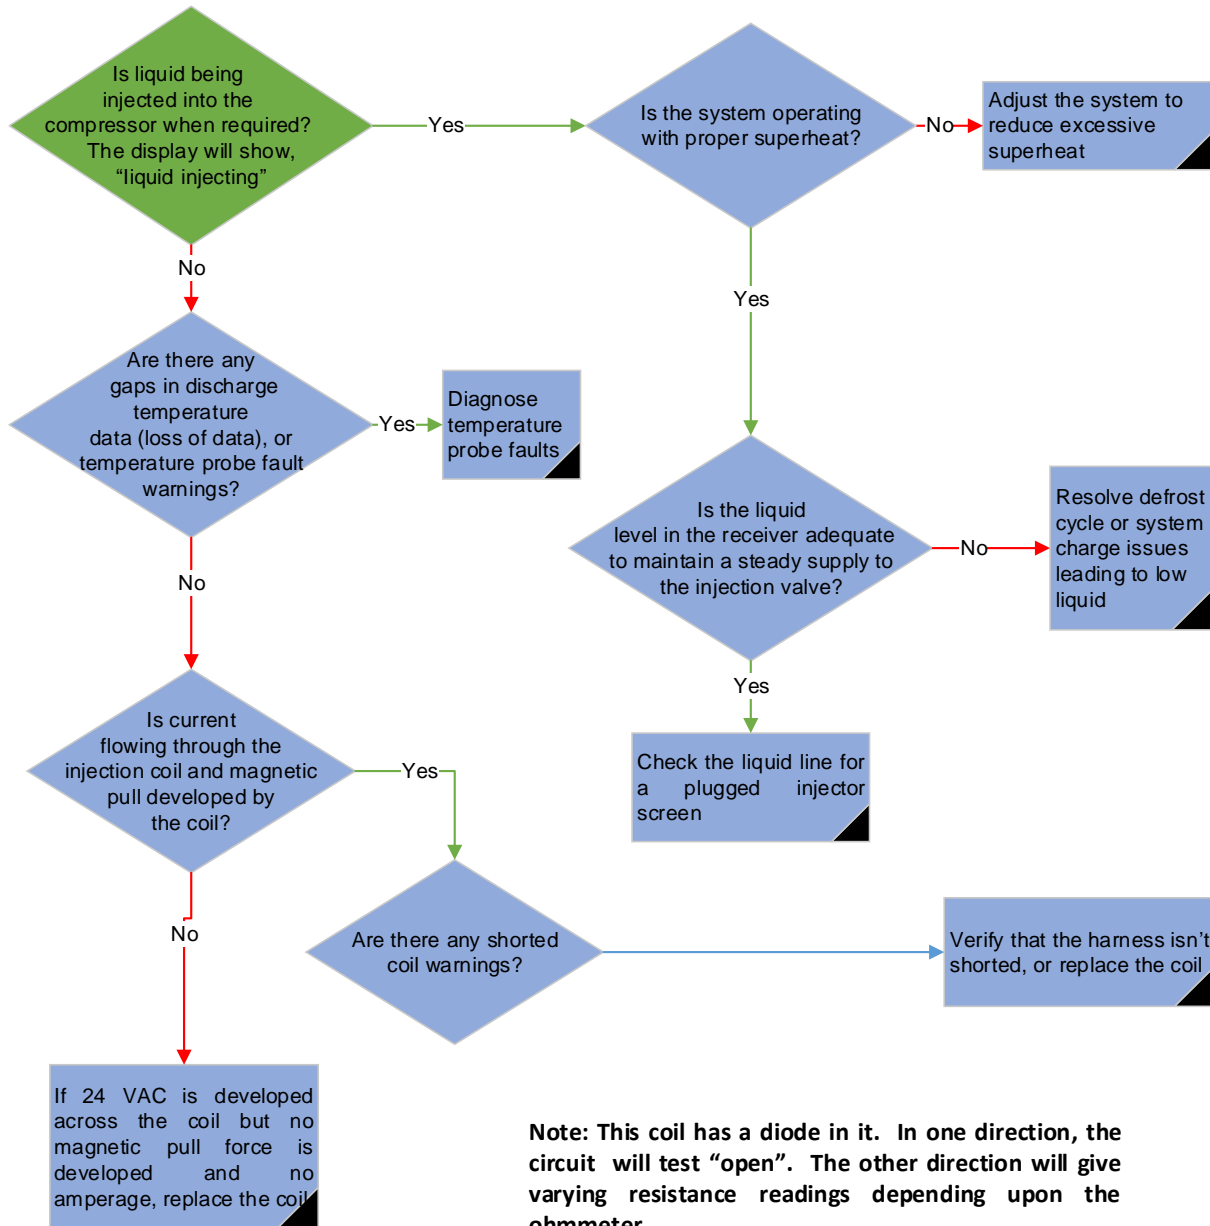 Is liquid being
injected into the
compressor when required?
The display will show,
“liquid injecting”
Yes
Is the system operating
with proper superheat?
No
Adjust the system to
reduce excessive
superheat
No
Yes
Are there any
gaps in discharge
temperature
data (loss of data), or
temperature probe fault
warnings?
Yes
Diagnose
temperature
probe faults
Is the liquid
level in the receiver adequate
to maintain a steady supply to
the injection valve?
No
Resolve defrost
cycle or system
charge issues
leading to low
liquid
No
Yes
Is current
flowing through the
injection coil and magnetic
pull developed by
the coil?
Yes
Check the liquid line for
a plugged injector
screen
No
Are there any shorted
coil warnings?
Verify that the harness isn’t
shorted, or replace the coil
If 24 VAC is developed
across the coil but no
magnetic pull force is
developed and no
amperage, replace the coil
Note: This coil has a diode in it. In one direction, the
circuit will test “open”. The other direction will give
varying resistance readings depending upon the
ohmmeter